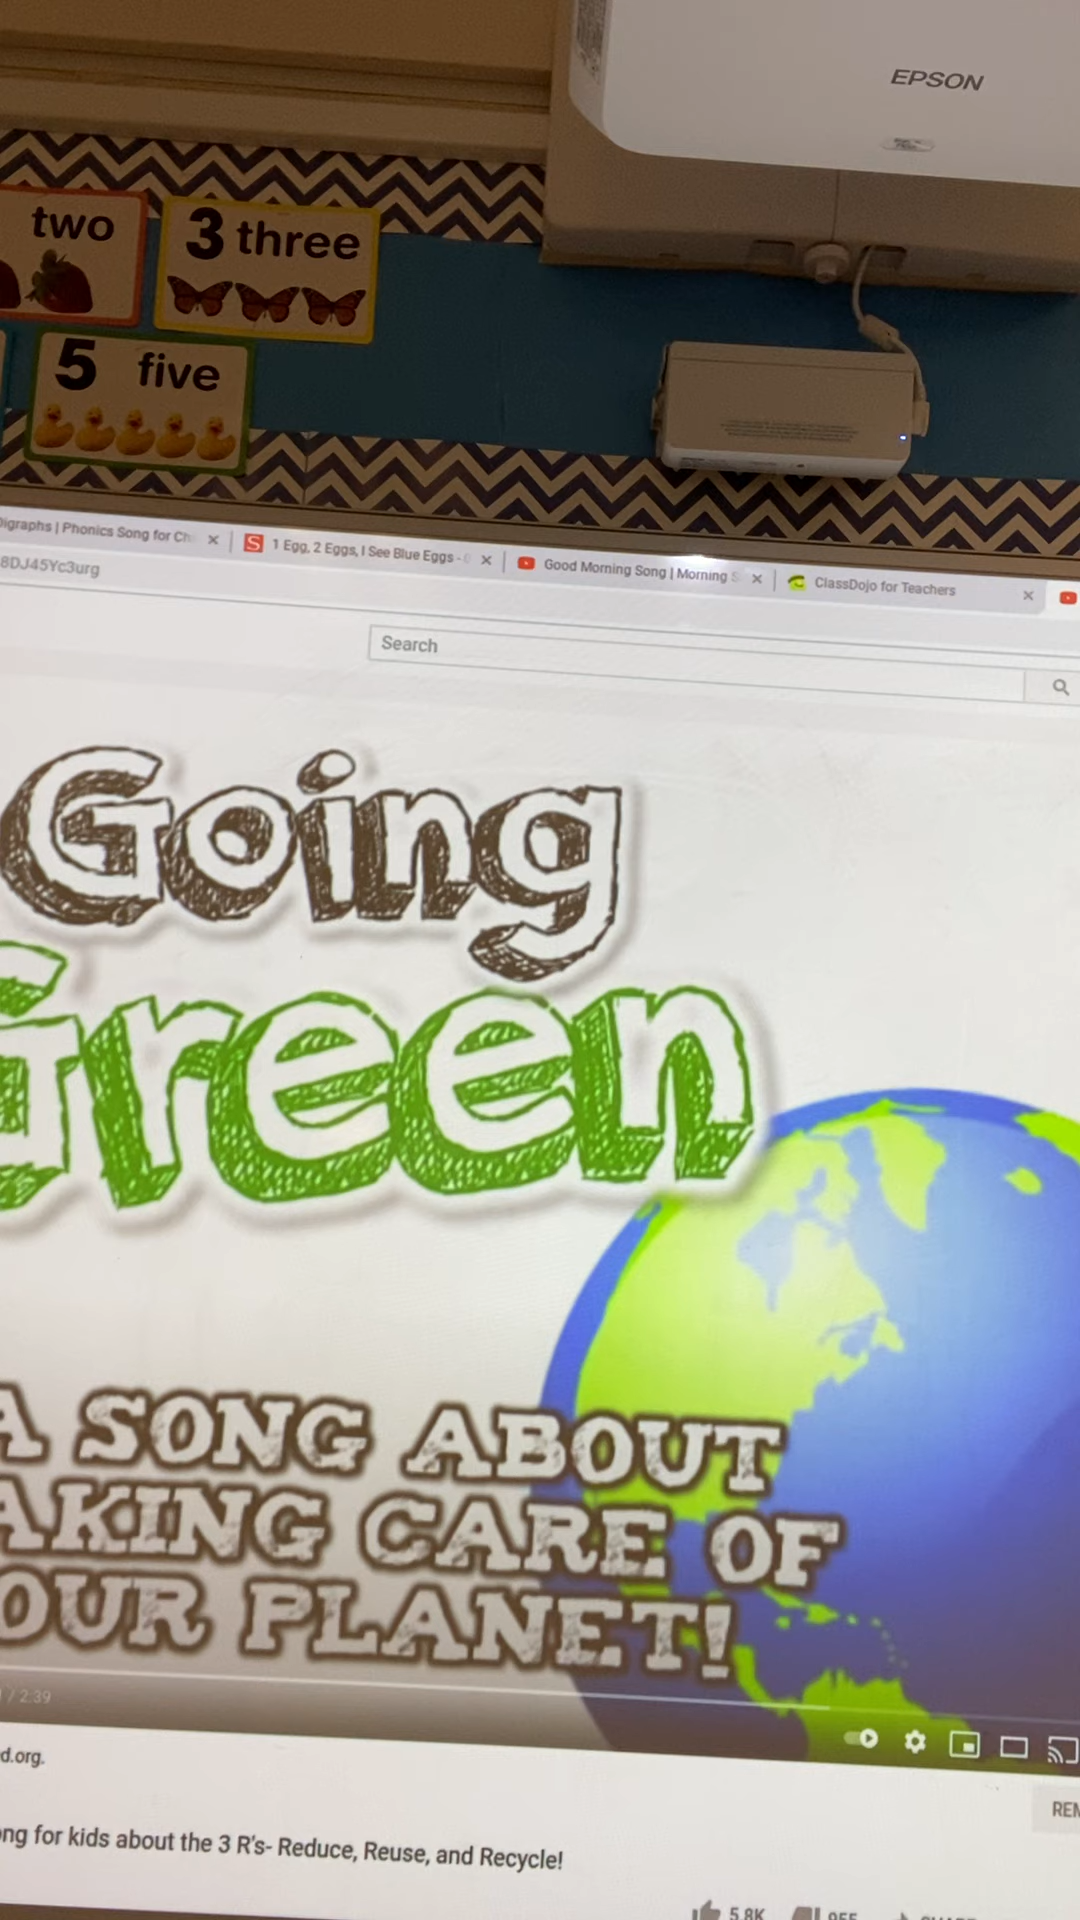 EPSON
two
3 three
5 five
Digraphs | Phonics Song for Ch
1 Egg, 2 Eggs, I See Blue Eggs -
Good Morning Song | Morning S
ClassDojo for Teachers
8DJ45Yc3urg
Search
Going
Green
A SONG ABOUT
AKING CARE OF
OUR PLANET!
/ 2:39
d.org.
REM
ong for kids about the 3 R's- Reduce, Reuse, and Recycle!
5.8K